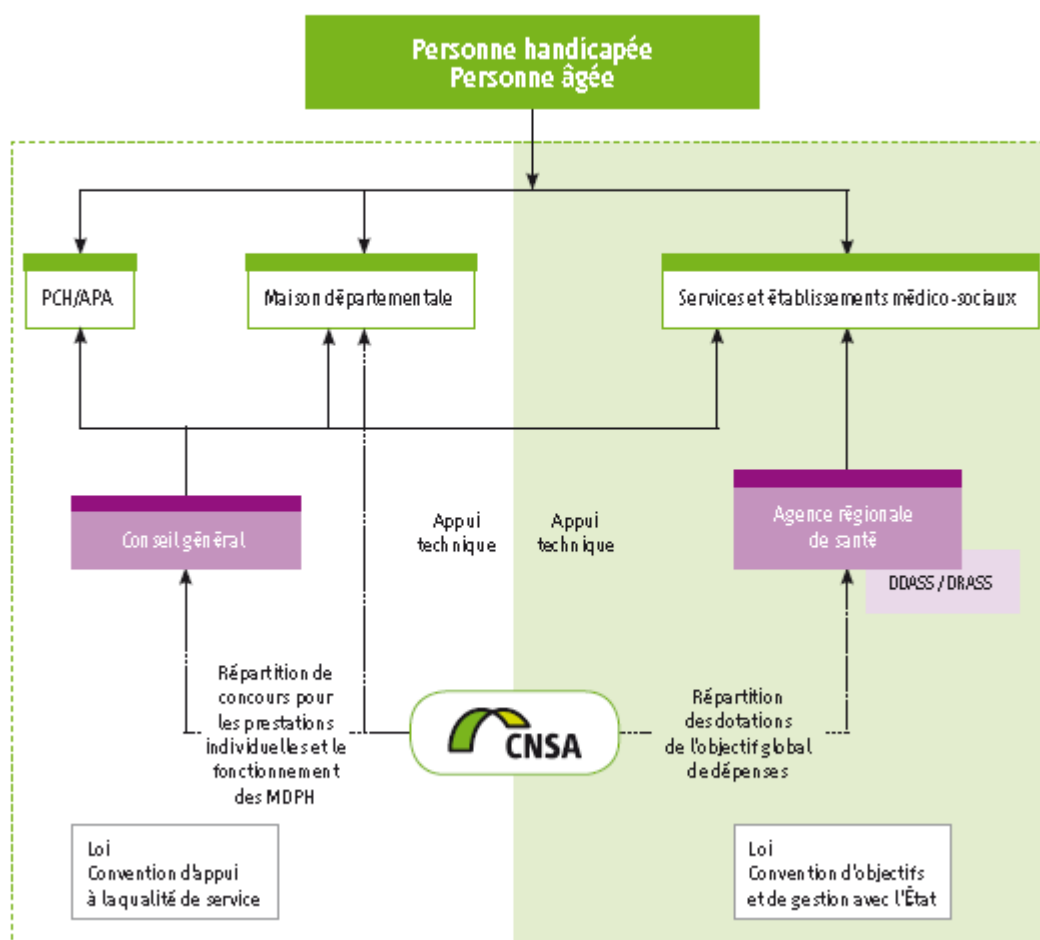 Personne handicapée
Personne âgée
PCH/APA
Maison départementale
Services et établissements médico-sociaux
Conseil général
Appui
technique
Appui
technique
Agence régionale
de santé
DDASS / DRASS
Répartition de
concours pour
les prestations
individuelles et le
fonctionnement
des MDPH
CNSA
Répartition
des dotations
de l'objectif global
de dépenses
Loi
Convention d'appui
à la qualité de service
Loi
Convention d'objectifs
et de gestion avec l'État